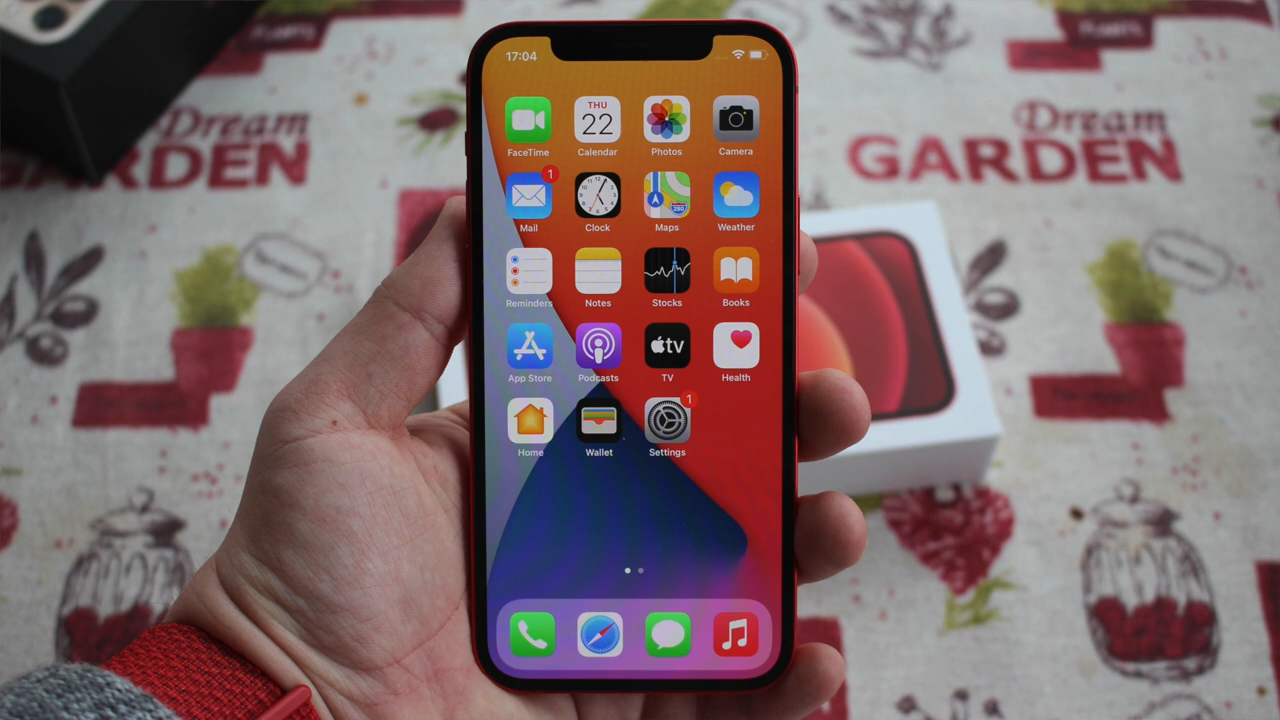 Dream
GARDEN
Dream
GARDEN
17:04
THU
22
FaceTime
Calendar
Photos
Camera
1
Mail
Clock
Maps
Weather
280
Reminders
Notes
Stocks
Books
tv
App Store
Podcasts
TV
Health
1
Home
Wallet
Settings